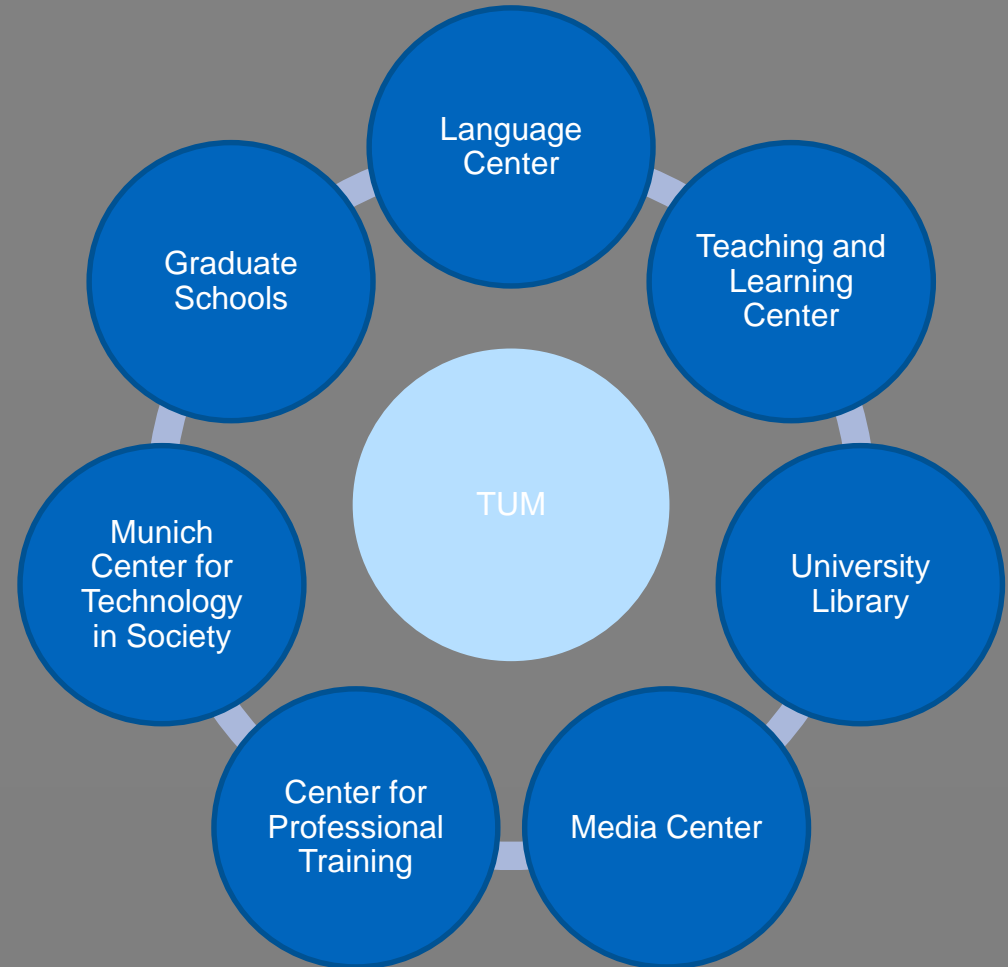 Language
Center
Teaching and
Learning
Center
University
Library
Media Center
Center for
Professional
Training
Munich
Center for
Technology
in Society
Graduate
Schools
TUM